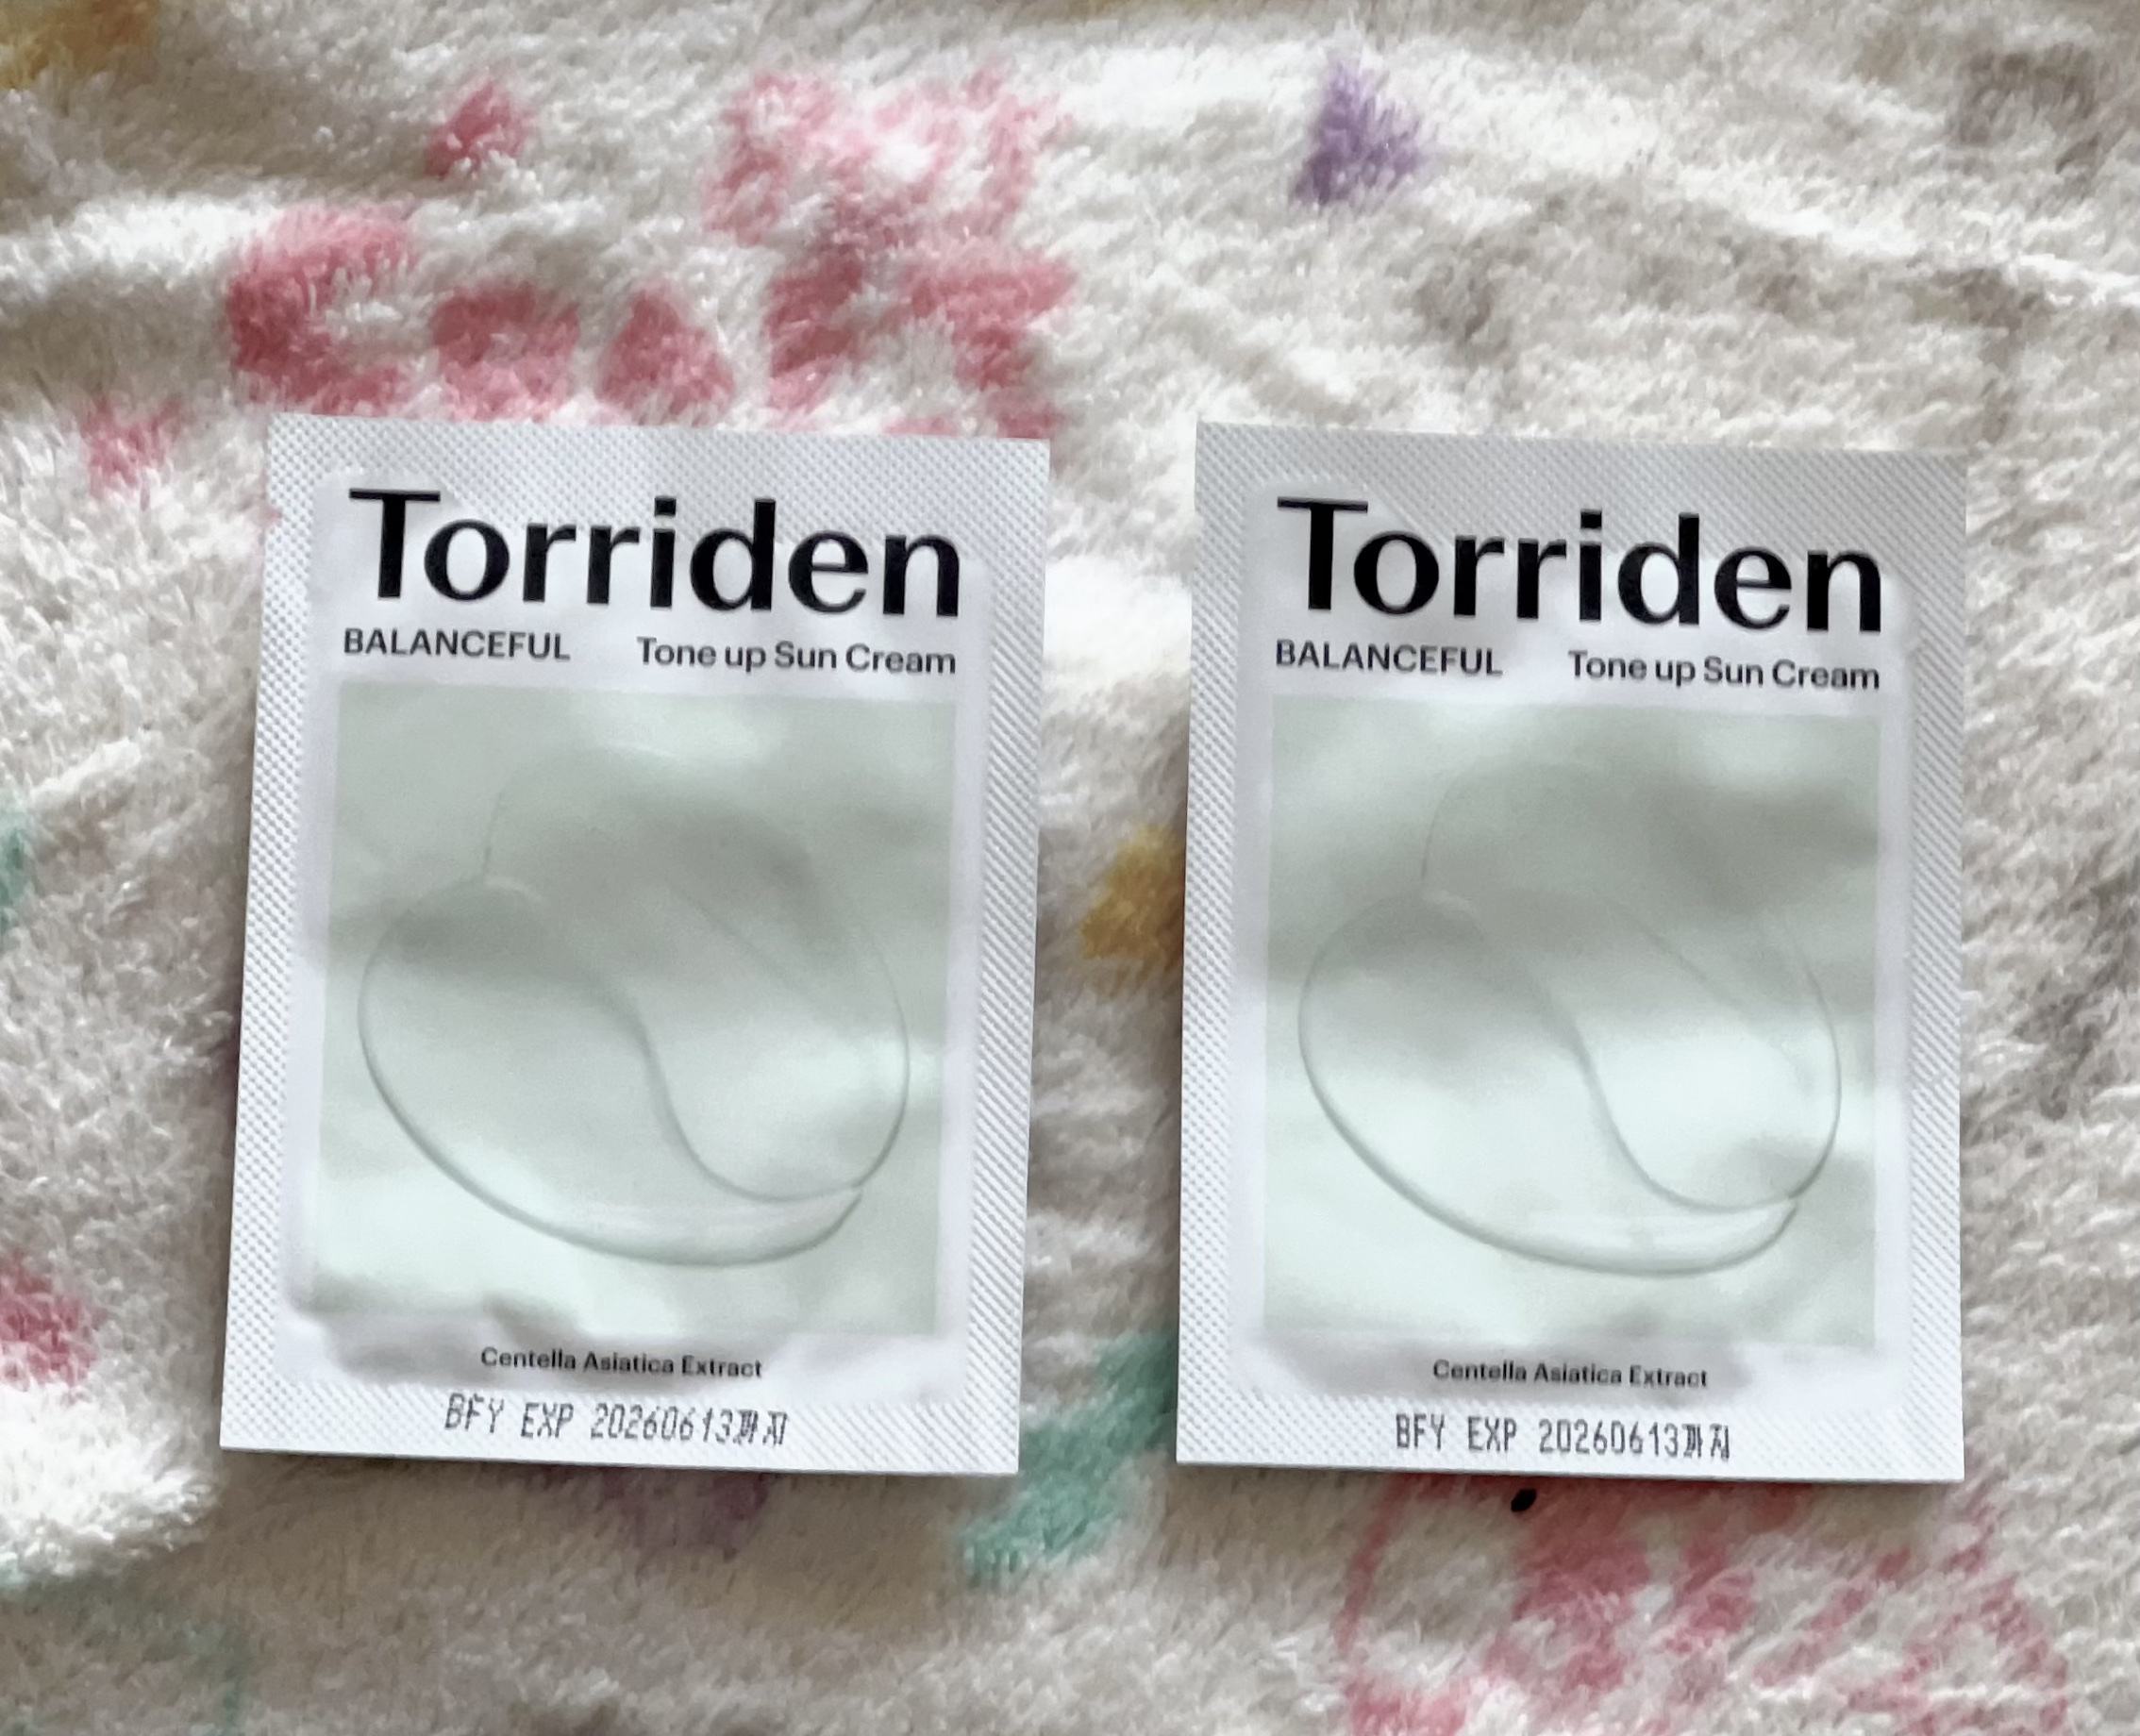 Torriden
BALANCEFUL Tone up Sun Cream
Centella Asiatica Extract
BFY EXP 20260613까지
Torriden
BALANCEFUL Tone up Sun Cream
Centella Asiatica Extract
BFY EXP 20260613까지